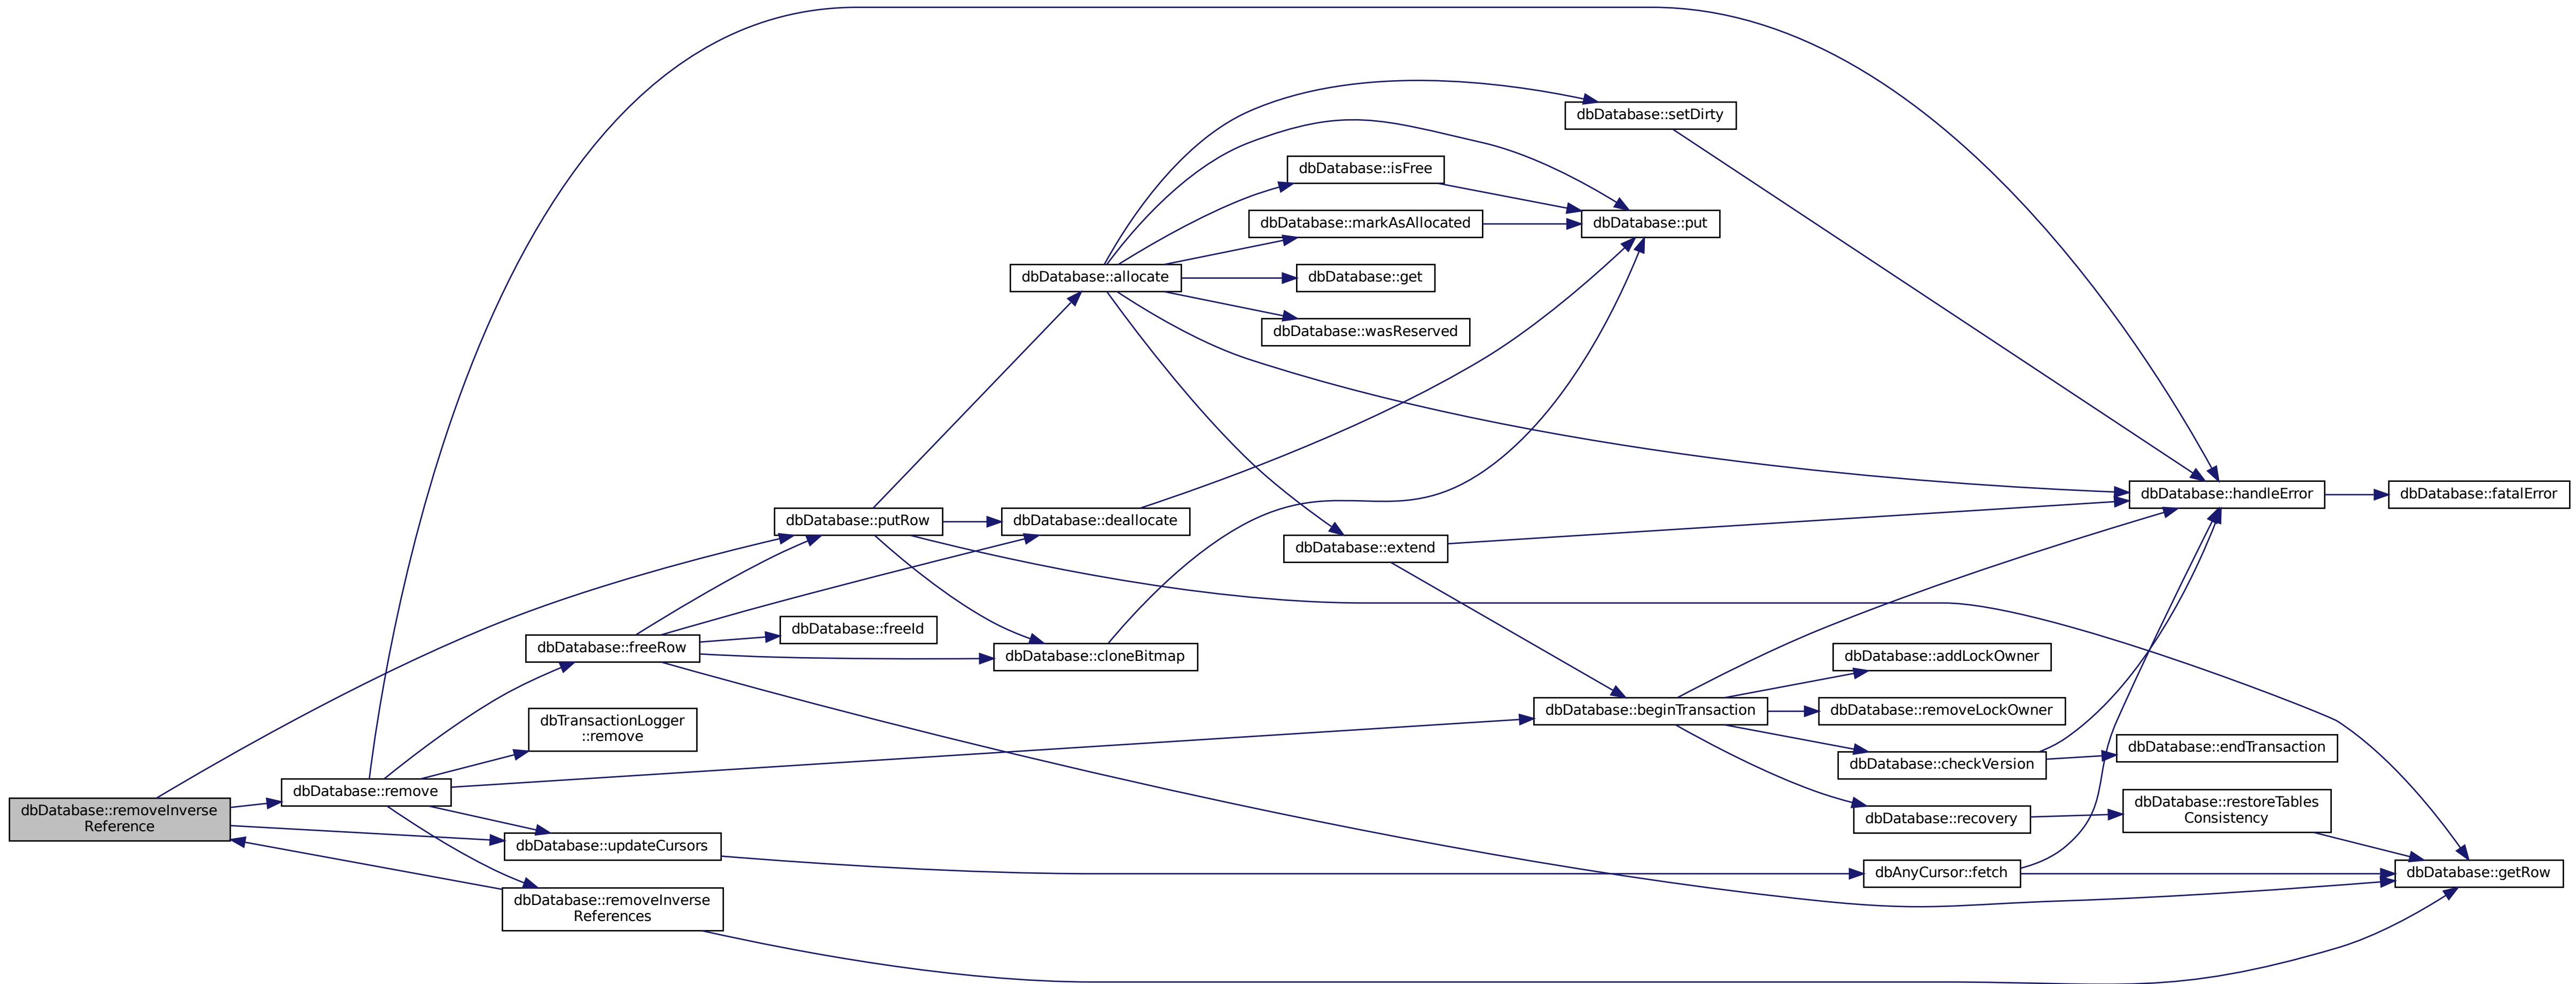 dbDatabase::setDirty
dbDatabase::isFree
dbDatabase::markAsAllocated
dbDatabase::put
dbDatabase::allocate
dbDatabase::get
dbDatabase::wasReserved
dbDatabase::handleError
dbDatabase::fatalError
dbDatabase::putRow
dbDatabase::deallocate
dbDatabase::extend
dbDatabase::freeId
dbDatabase::freeRow
dbDatabase::cloneBitmap
dbDatabase::addLockOwner
dbDatabase::beginTransaction
dbDatabase::removeLockOwner
dbTransactionLogger
::remove
dbDatabase::endTransaction
dbDatabase::checkVersion
dbDatabase::remove
dbDatabase::removeInverse
Reference
dbDatabase::restoreTables
Consistency
dbDatabase::recovery
dbDatabase::updateCursors
dbAnyCursor::fetch
dbDatabase::getRow
dbDatabase::removeInverse
References